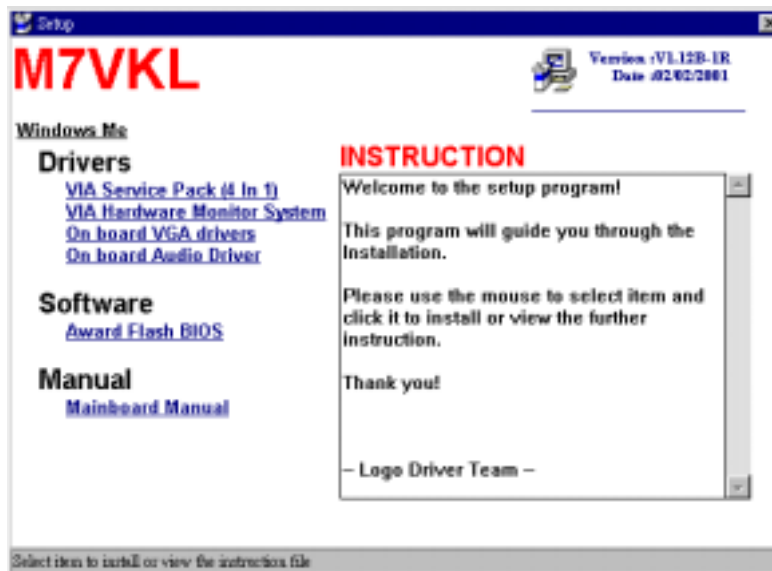 Setup
M7VKL
Version :V1.12B-1R
Date :02/02/2001
Windows Me
Drivers
VIA Service Pack (4 In 1)
VIA Hardware Monitor System
On board VGA drivers
On board Audio Driver
Software
Award Flash BIOS
Manual
Mainboard Manual
INSTRUCTION
Welcome to the setup program!
This program will guide you through the
Installation.
Please use the mouse to select item and
click it to install or view the further
instruction.
Thank you!
-- Logo Driver Team --
Select item to install or view the instruction file